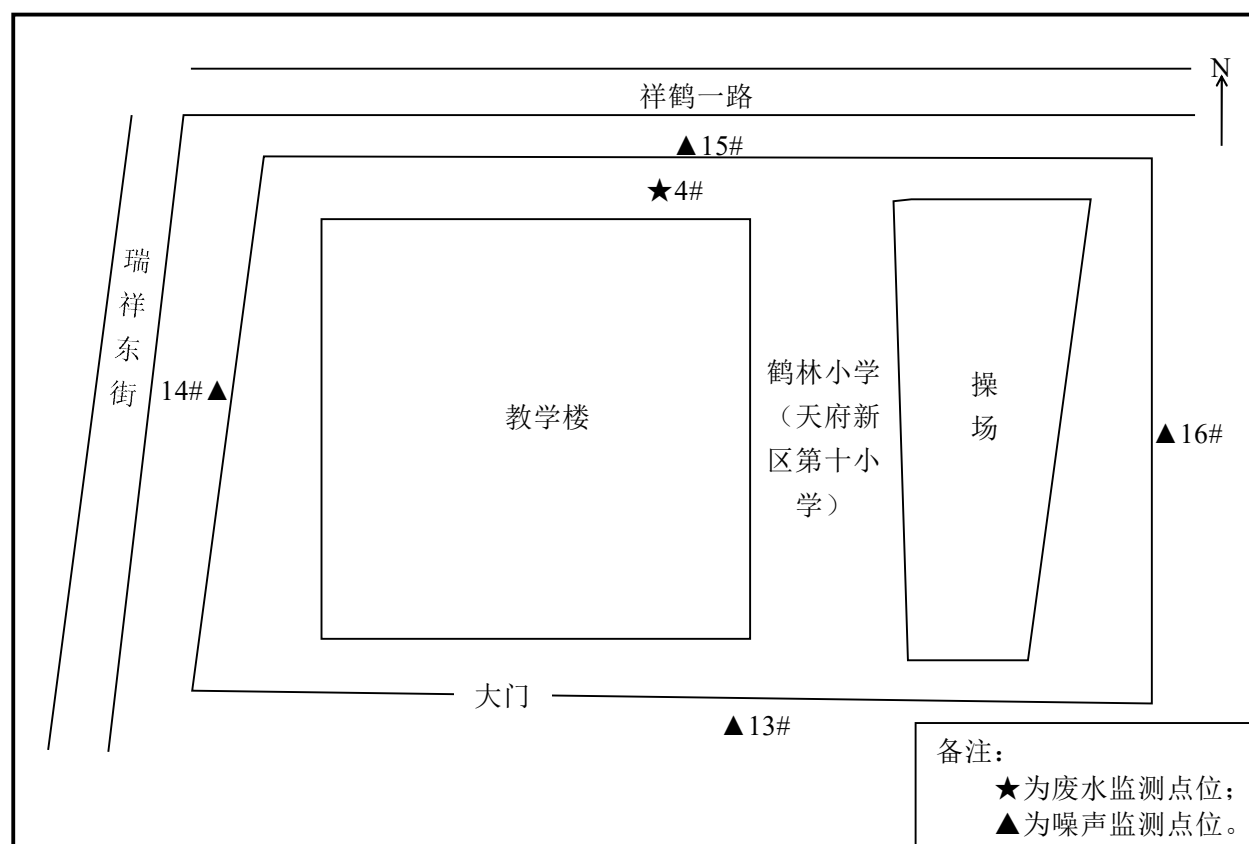 N
祥鹤一路
▲15#
★4#
瑞
祥
东
街
14#▲
教学楼
鹤林小学
（天府新
区第十小
学）
操
场
▲16#
大门
▲13#
备注：
★为废水监测点位；
▲为噪声监测点位。